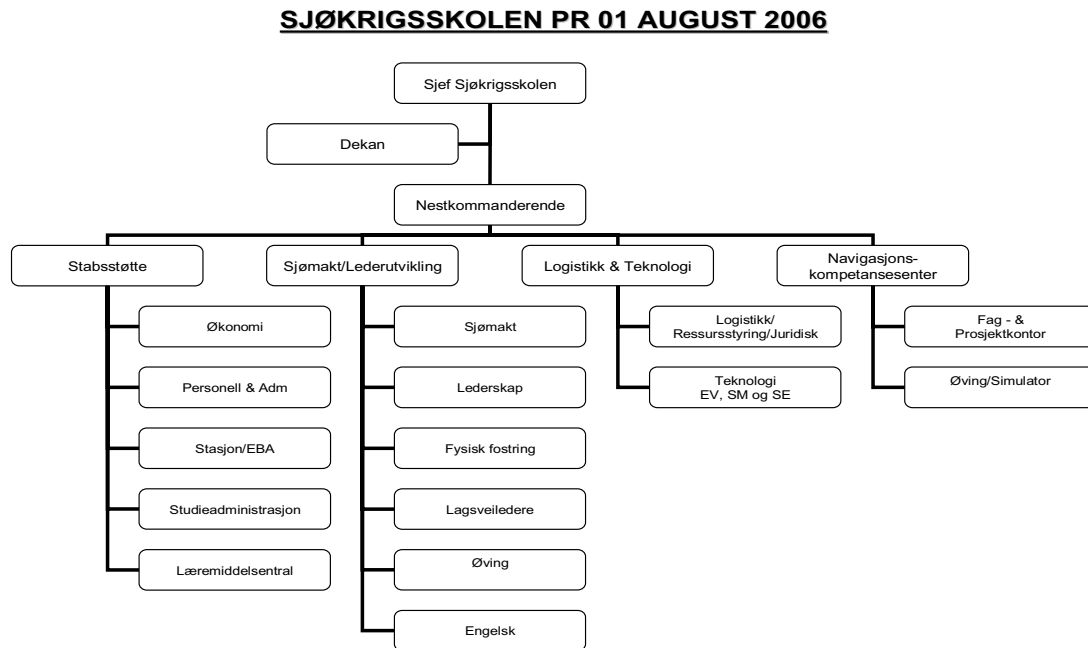 SJØKRIGSSKOLEN PR 01 AUGUST 2006
Sjef Sjøkrigsskolen
Dekan
Nestkommanderende
Stabsstøtte
Økonomi
Personell & Adm
Stasjon/EBA
Studieadministrasjon
Læremiddelsentral
Sjømakt/Lederutvikling
Sjømakt
Lederskap
Fysisk fostring
Lagsveiledere
Øving
Engelsk
Logistikk & Teknologi
Logistikk/
Ressursstyring/Juridisk
Teknologi
EV, SM og SE
Navigasjons-
kompetansesenter
Fag - &
Prosjektkontor
Øving/Simulator